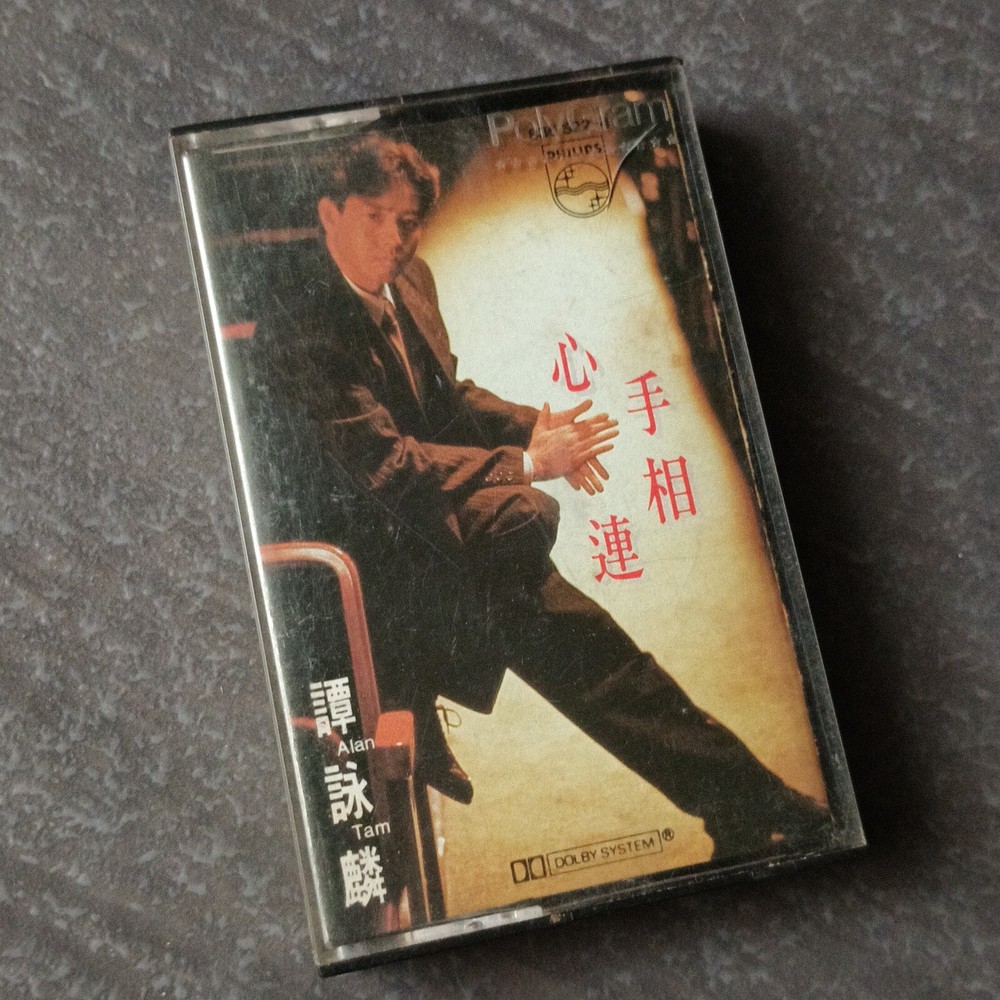 PolyGram
PHILIPS
心手相連
譚詠麟
Alan
Tam
DOLBY SYSTEM®